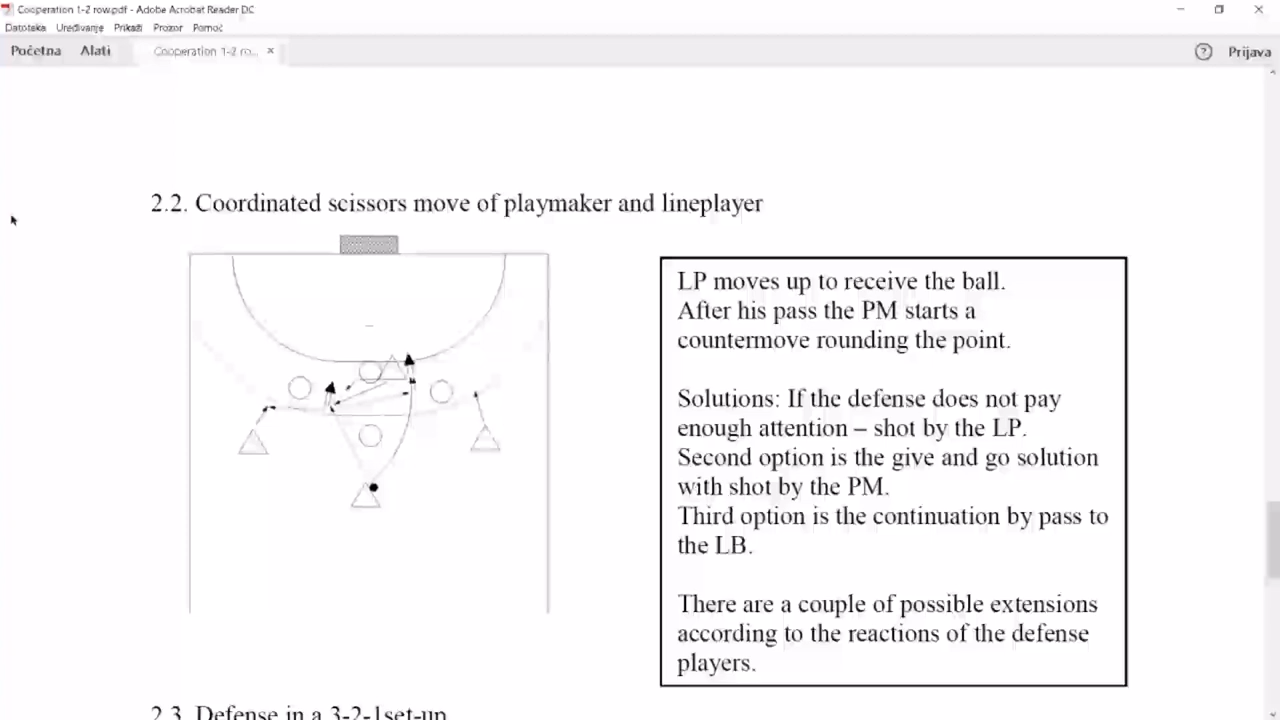 Cooperation 1-2 row.pdf - Adobe Acrobat Reader DC
Datoteka Uređivanje Prikaži Prozor Pomoć
Početna Alati Cooperation 1-2 ro... × ? Prijava
2.2. Coordinated scissors move of playmaker and lineplayer
LP moves up to receive the ball.
After his pass the PM starts a
countermove rounding the point.
Solutions: If the defense does not pay
enough attention – shot by the LP.
Second option is the give and go solution
with shot by the PM.
Third option is the continuation by pass to
the LB.
There are a couple of possible extensions
according to the reactions of the defense
players.
2.3. Defense in a 3-2-1set-up